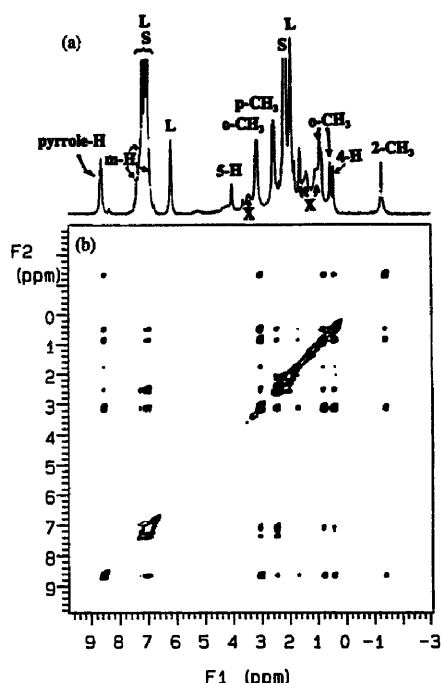 (a)
L
S
L
S
p-CH3
o-CH3
o-CH3
pyrrole-H
m-H
L
5-H
4-H
2-CH3
X
X
(b)
F2
(ppm)
0
1
2
3
4
5
6
7
8
9
9 8 7 6 5 4 3 2 1 0 -1 -3
F1 (ppm)